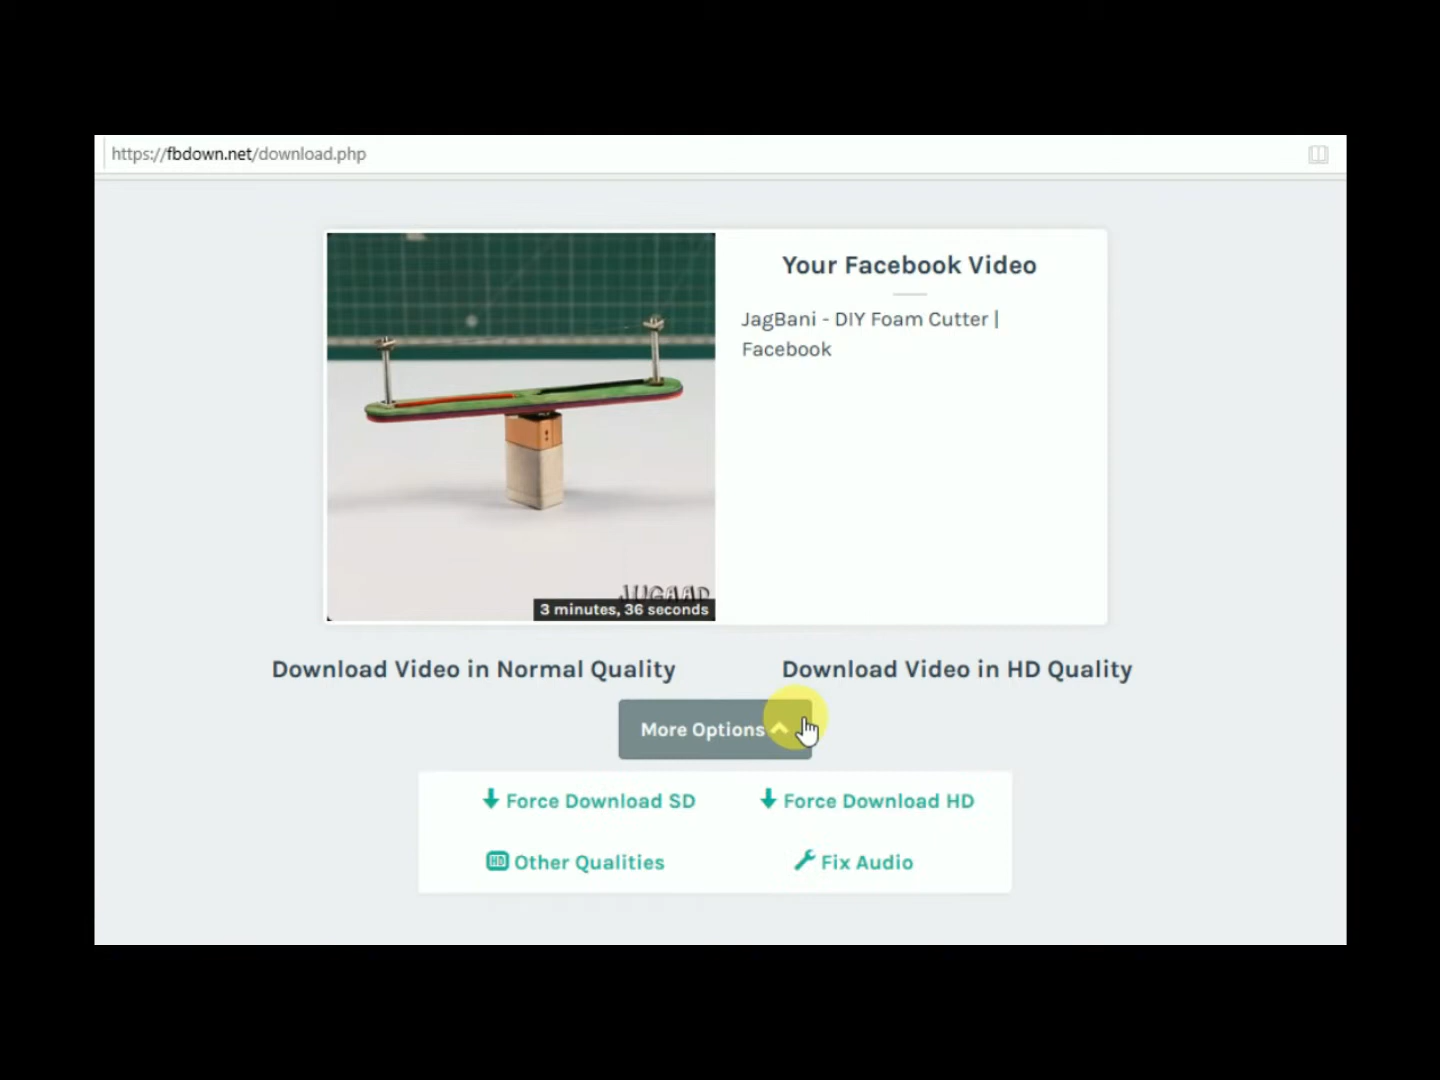 https://fbdown.net/download.php
Your Facebook Video
JagBani - DIY Foam Cutter |
Facebook
JUGAAD
3 minutes, 36 seconds
Download Video in Normal Quality
Download Video in HD Quality
More Options
Force Download SD
Force Download HD
HD Other Qualities
Fix Audio